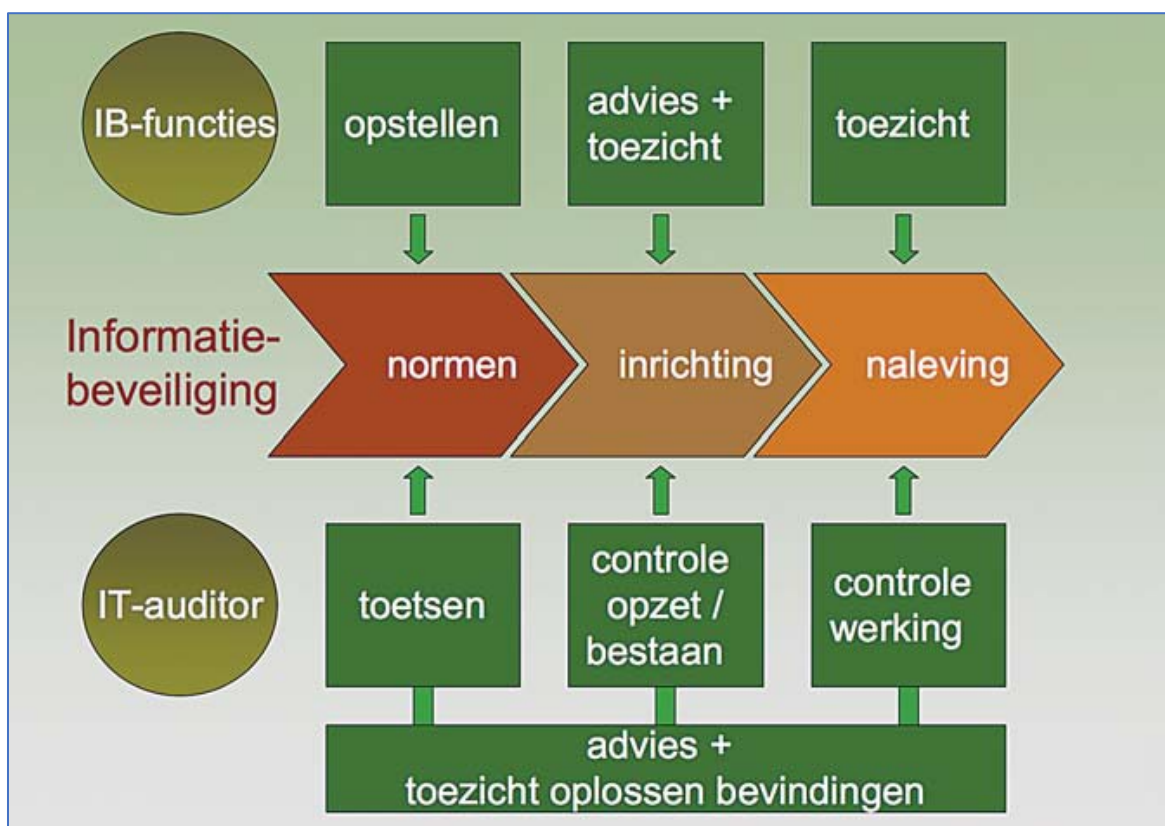 IB-functies
opstellen
advies +
toezicht
toezicht
Informatie-
beveiliging
normen
inrichting
naleving
IT-auditor
toetsen
controle
opzet /
bestaan
controle
werking
advies +
toezicht oplossen bevindingen